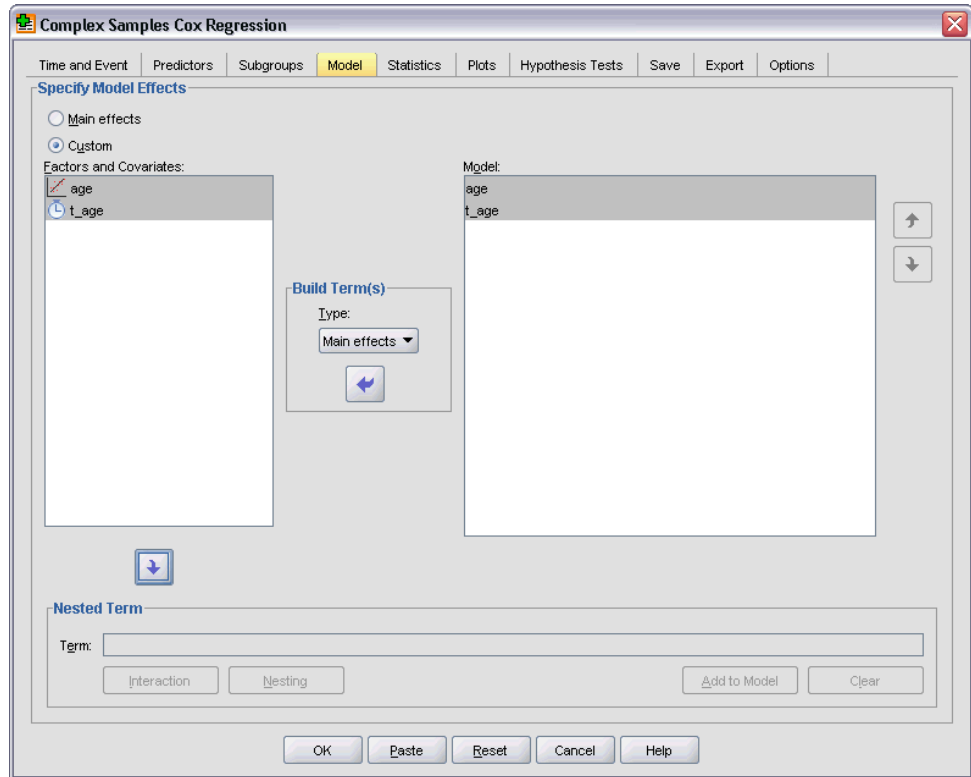 Complex Samples Cox Regression
Time and Event Predictors Subgroups Model Statistics Plots Hypothesis Tests Save Export Options
Specify Model Effects
Main effects
Custom
Factors and Covariates:
age
t_age
Build Term(s)
Type:
Main effects
Model:
age
t_age
Nested Term
Term:
Interaction Nesting Add to Model Clear
OK Paste Reset Cancel Help